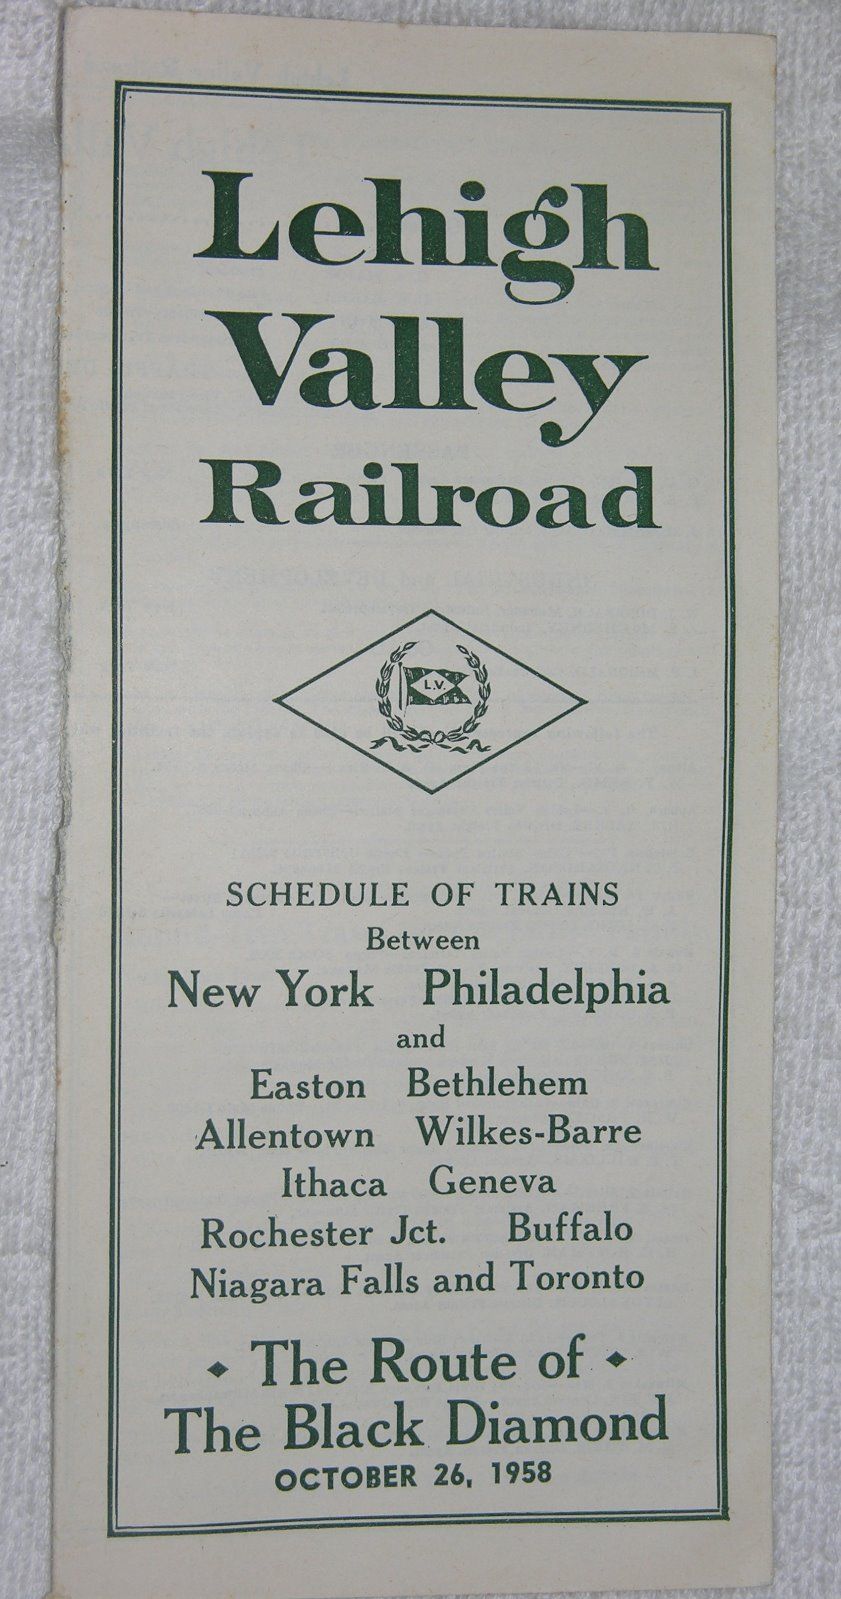 Lehigh
Valley
Railroad
L.V.
SCHEDULE OF TRAINS
Between
New York Philadelphia
and
Easton Bethlehem
Allentown Wilkes-Barre
Ithaca Geneva
Rochester Jct. Buffalo
Niagara Falls and Toronto
The Route of
The Black Diamond
OCTOBER 26, 1958